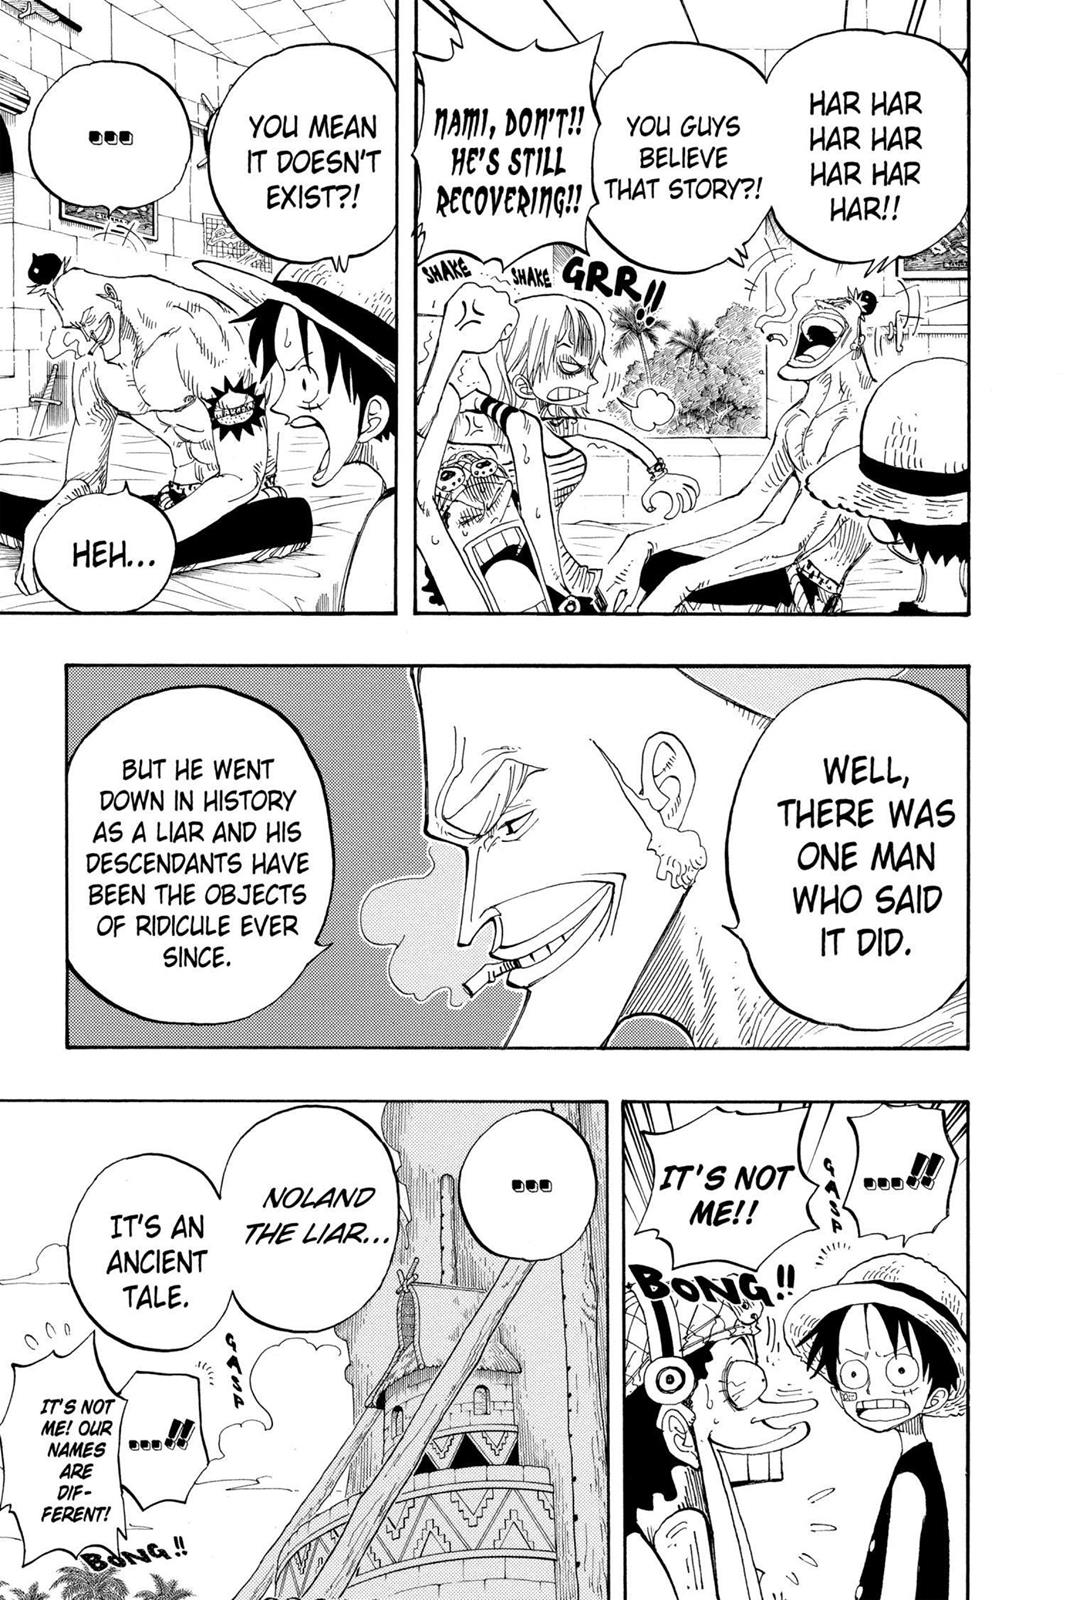 HAR HAR
HAR HAR
HAR HAR
HAR!!
YOU GUYS
BELIEVE
THAT STORY?!
NAMI, DON'T!!
HE'S STILL
RECOVERING!!
GRR!!
SHAKE
SHAKE
YOU MEAN
IT DOESN'T
EXIST?!
...
HEH...
WELL,
THERE WAS
ONE MAN
WHO SAID
IT DID.
BUT HE WENT
DOWN IN HISTORY
AS A LIAR AND HIS
DESCENDANTS HAVE
BEEN THE OBJECTS
OF RIDICULE EVER
SINCE.
....!!
GASP
IT'S NOT
ME!!
BONG!!
...
NOLAND
THE LIAR...
IT'S AN
ANCIENT
TALE.
GASP
....!!
IT'S NOT
ME! OUR
NAMES
ARE
DIF-
FERENT!
BONG!!